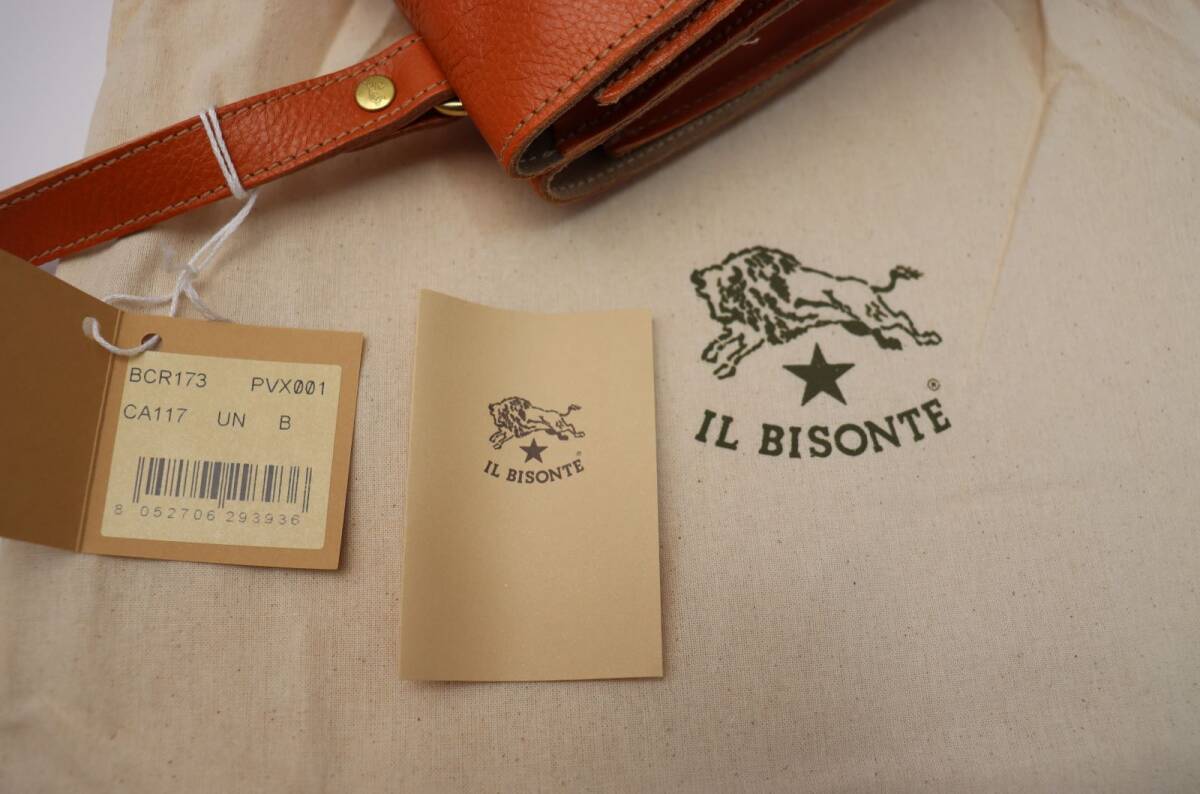 BCR173 PVX001
CA117 UN B
8 052706 293936
IL BISONTE
®
IL BISONTE
®